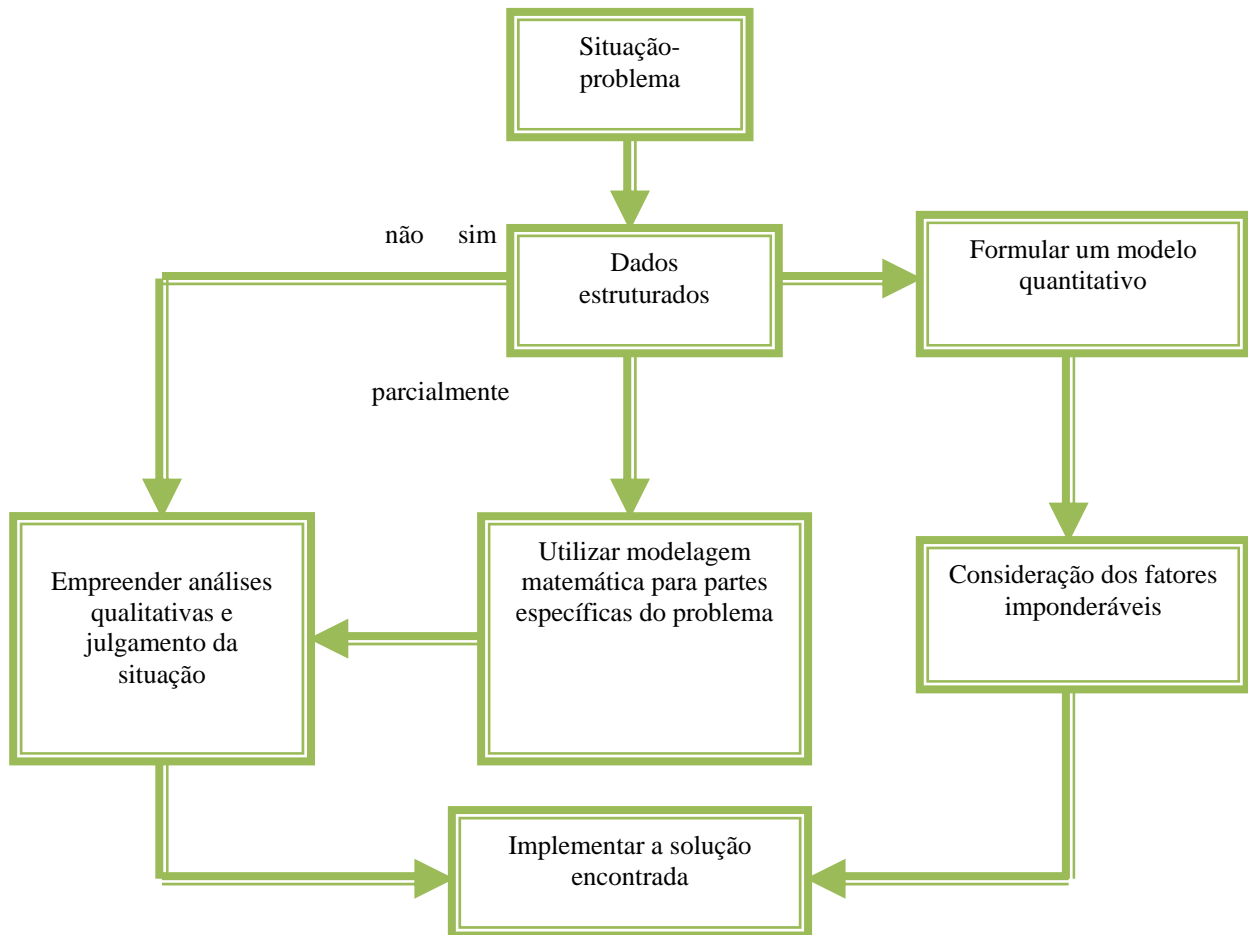 Situação-
problema
não sim
Dados
estruturados
Formular um modelo
quantitativo
parcialmente
Empreender análises
qualitativas e
julgamento da
situação
Utilizar modelagem
matemática para partes
específicas do problema
Consideração dos fatores
imponderáveis
Implementar a solução
encontrada